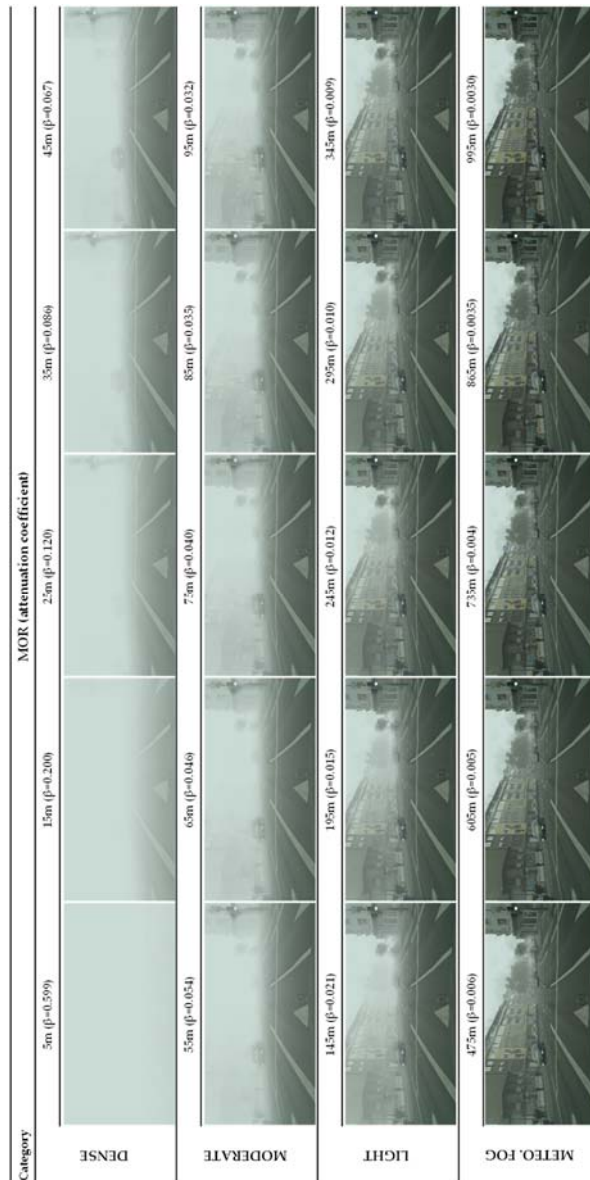 Category
MOR (attenuation coefficient)
5m (β=0.599) 15m (β=0.200) 25m (β=0.120) 35m (β=0.086) 45m (β=0.067)
DENSE
55m (β=0.054) 65m (β=0.046) 75m (β=0.040) 85m (β=0.035) 95m (β=0.032)
MODERATE
145m (β=0.021) 195m (β=0.015) 245m (β=0.012) 295m (β=0.010) 345m (β=0.009)
LIGHT
475m (β=0.006) 605m (β=0.005) 735m (β=0.004) 865m (β=0.0035) 995m (β=0.0030)
METEO. FOG